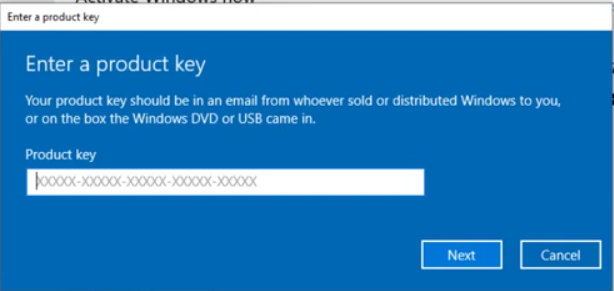 Activate Windows now
Enter a product key
Enter a product key
Your product key should be in an email from whoever sold or distributed Windows to you,
or on the box the Windows DVD or USB came in.
Product key
XXXXX-XXXXX-XXXXX-XXXXX-XXXXX
Next
Cancel